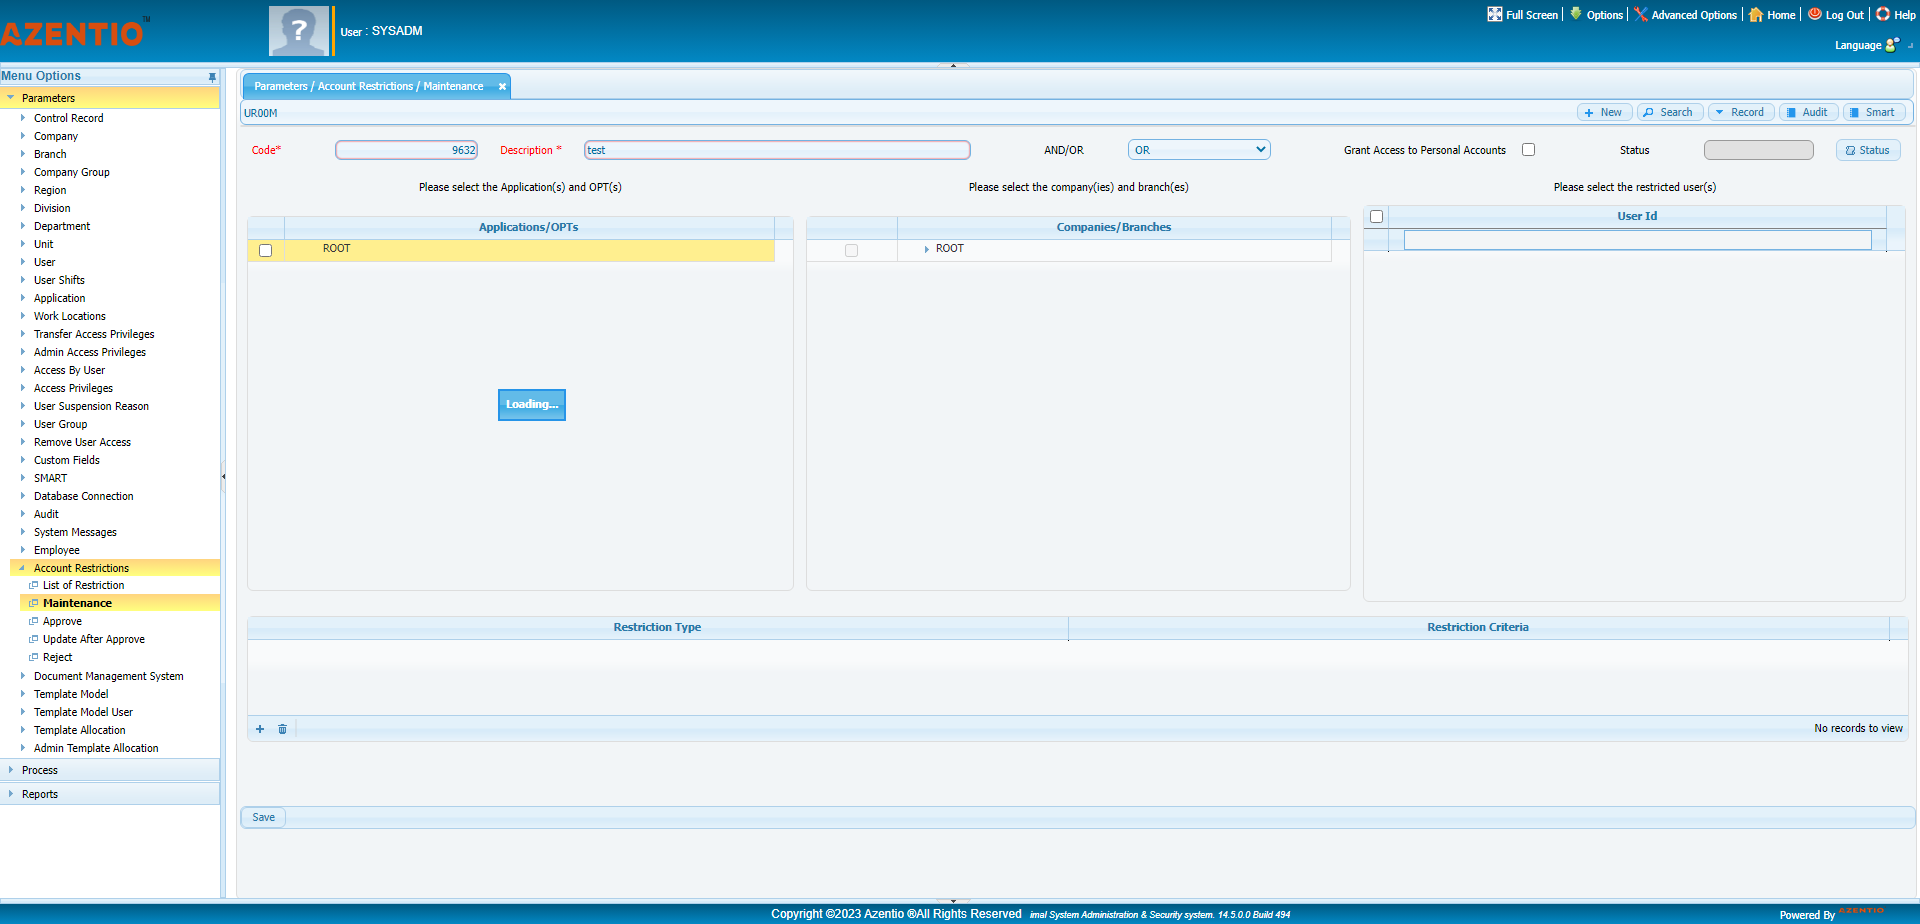 AZENTIO™
User : SYSADM
Full Screen
Options
Advanced Options
Home
Log Out
Help
Language
Menu Options
Parameters
Control Record
Company
Branch
Company Group
Region
Division
Department
Unit
User
User Shifts
Application
Work Locations
Transfer Access Privileges
Admin Access Privileges
Access By User
Access Privileges
User Suspension Reason
User Group
Remove User Access
Custom Fields
SMART
Database Connection
Audit
System Messages
Employee
Account Restrictions
List of Restriction
Maintenance
Approve
Update After Approve
Reject
Document Management System
Template Model
Template Model User
Template Allocation
Admin Template Allocation
Process
Reports
Parameters / Account Restrictions / Maintenance
UR00M
New
Search
Record
Audit
Smart
Code* 9632
Description * test
AND/OR OR
Grant Access to Personal Accounts
Status
Status
Please select the Application(s) and OPT(s)
Please select the company(ies) and branch(es)
Please select the restricted user(s)
Applications/OPTs
ROOT
Loading...
Companies/Branches
ROOT
User Id
Restriction Type
Restriction Criteria
No records to view
Save
Copyright ©2023 Azentio ®All Rights Reserved imal System Administration & Security system. 14.5.0.0 Build 494
Powered By AZENTIO